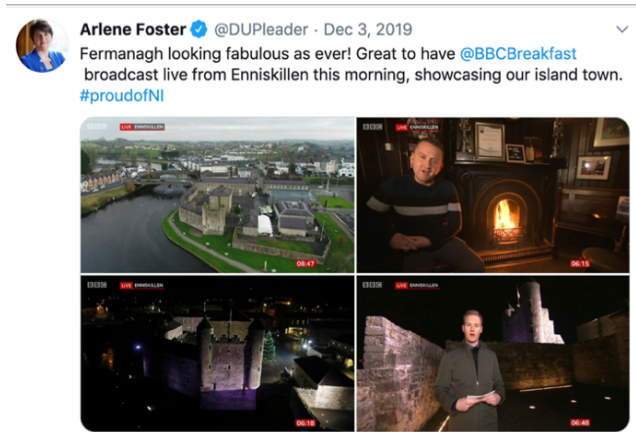 Arlene Foster @DUPleader · Dec 3, 2019
Fermanagh looking fabulous as ever! Great to have @BBCBreakfast
broadcast live from Enniskillen this morning, showcasing our island town.
#proudofNI
BBC LIVE ENNISKILLEN
08:47
BBC LIVE ENNISKILLEN
06:15
BBC LIVE ENNISKILLEN
06:18
BBC LIVE ENNISKILLEN
06:48